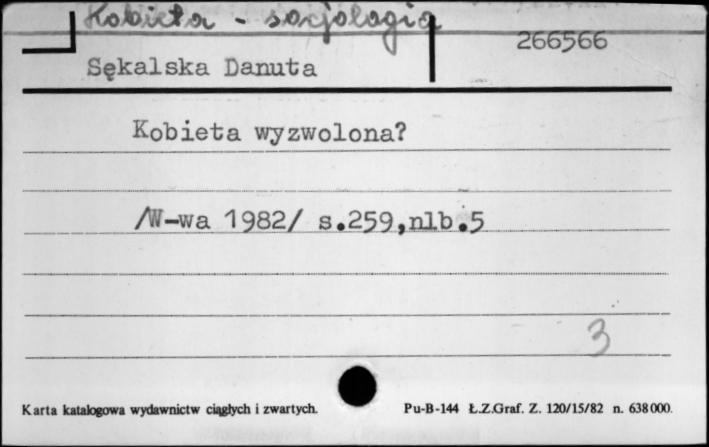 Kobieta - socjologia
266566
Sękalska Danuta
Kobieta wyzwolona?
/W-wa 1982/ s.259,nlb.5
3
Karta katalogowa wydawnictw ciągłych i zwartych.
Pu-B-144 Ł.Z.Graf. Z. 120/15/82 n. 638000.